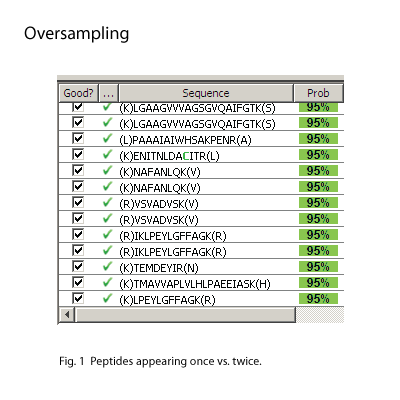 Oversampling
Good? ... Sequence Prob
(K)LGAAGVVVAGSGVQAIFGTK(S) 95%
(K)LGAAGVVVAGSGVQAIFGTK(S) 95%
(L)PAAAIAIWHSAKPENR(A) 95%
(K)ENITNLDACITR(L) 95%
(K)NAFANLQK(V) 95%
(K)NAFANLQK(V) 95%
(R)VSVADVSK(V) 95%
(R)VSVADVSK(V) 95%
(R)IKLPEYLGFFAGK(R) 95%
(R)IKLPEYLGFFAGK(R) 95%
(K)TEMDEYIR(N) 95%
(K)TMAVVAPLVLHLPAEEIASK(H) 95%
(K)LPEYLGFFAGK(R) 95%
Fig. 1 Peptides appearing once vs. twice.